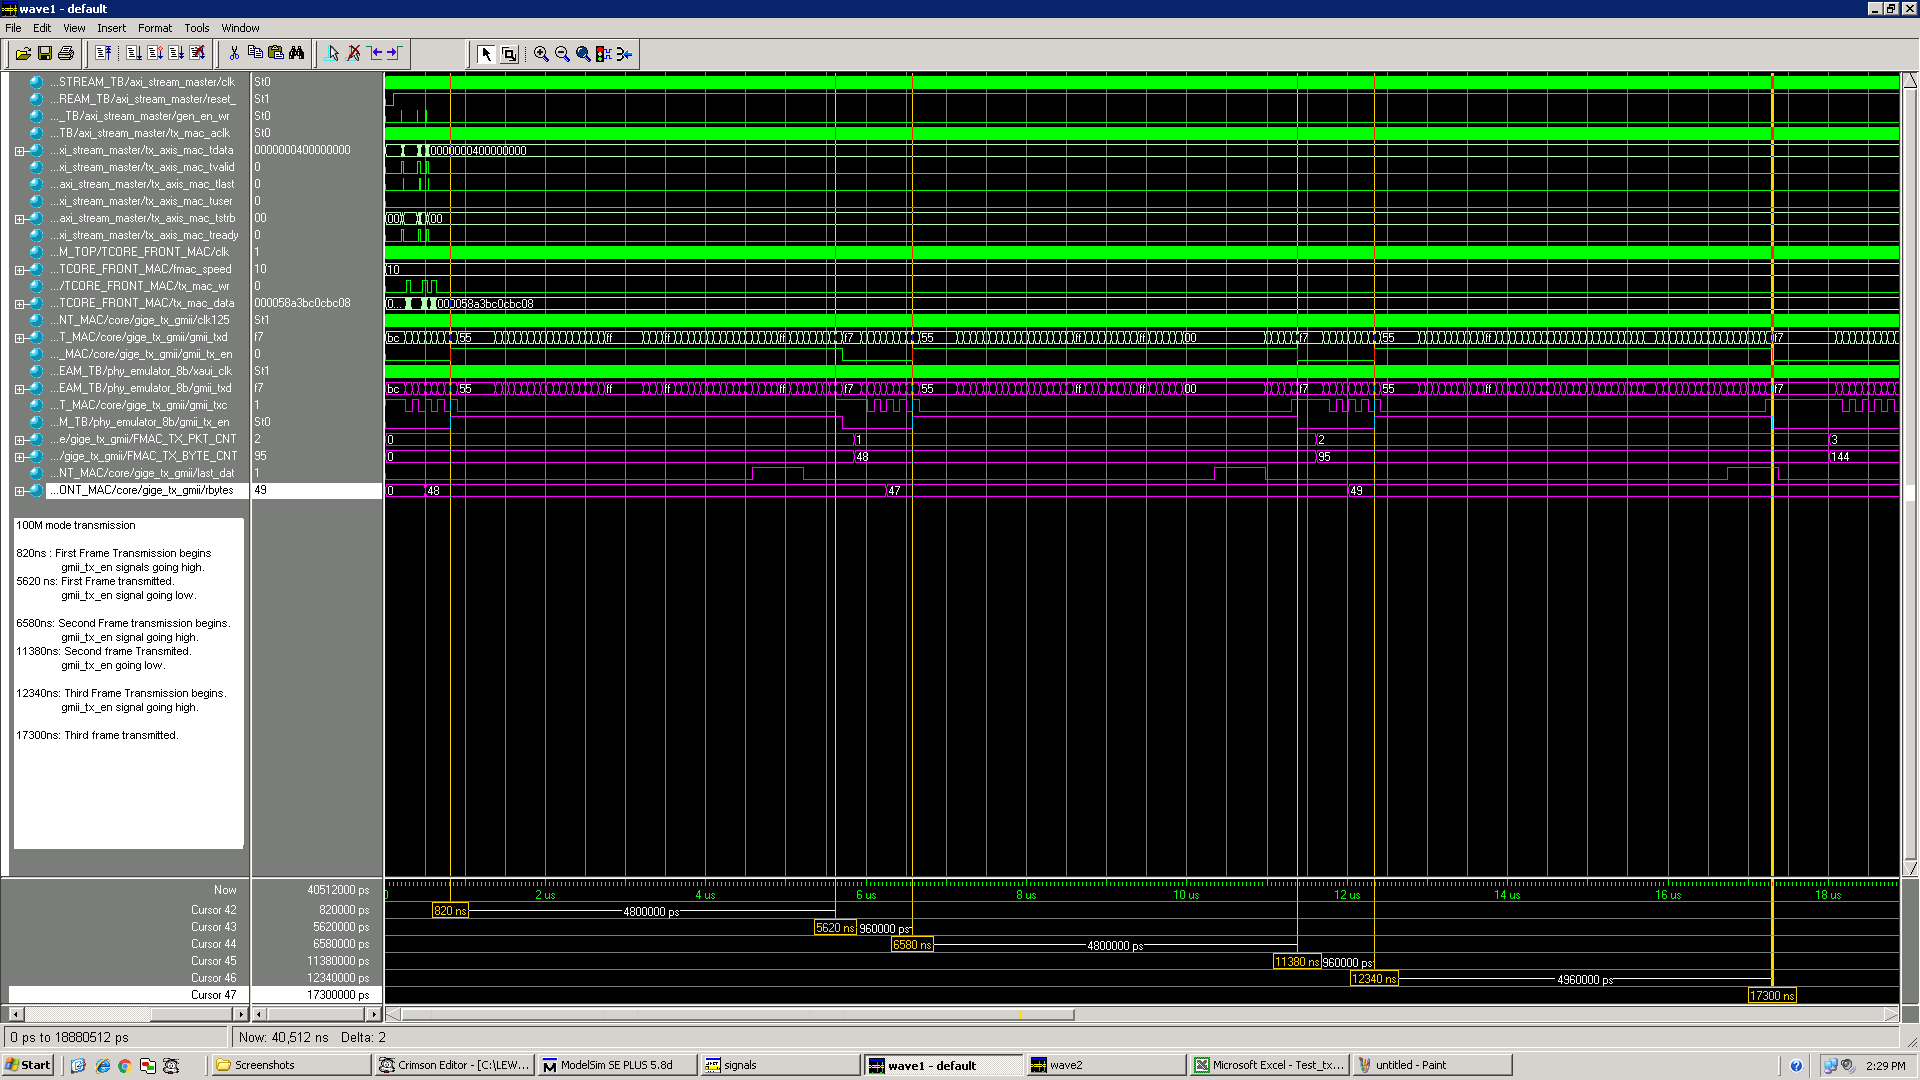 wave1 - default
File Edit View Insert Format Tools Window
...STREAM_TB/axi_stream_master/clk St0
...REAM_TB/axi_stream_master/reset_ St1
..._TB/axi_stream_master/gen_en_wr St0
...TB/axi_stream_master/tx_mac_aclk St0
...xi_stream_master/tx_axis_mac_tdata 0000000400000000 0000000400000000
...xi_stream_master/tx_axis_mac_tvalid 0
...axi_stream_master/tx_axis_mac_tlast 0
...xi_stream_master/tx_axis_mac_tuser 0
...axi_stream_master/tx_axis_mac_tstrb 00 00 00
...xi_stream_master/tx_axis_mac_tready 0
...M_TOP/TCORE_FRONT_MAC/clk 1
...TCORE_FRONT_MAC/fmac_speed 10 10
.../TCORE_FRONT_MAC/tx_mac_wr 0
...TCORE_FRONT_MAC/tx_mac_data 000058a3bc0cbc08 0... 000058a3bc0cbc08
...NT_MAC/core/gige_tx_gmii/clk125 St1
...T_MAC/core/gige_tx_gmii/gmii_txd f7 bc 55 ff ff ff f7 55 ff ff 00 f7 55 ff ff f7
..._MAC/core/gige_tx_gmii/gmii_tx_en 0
...EAM_TB/phy_emulator_8b/xaui_clk St1
...EAM_TB/phy_emulator_8b/gmii_txd f7 bc 55 ff ff ff f7 55 ff ff 00 f7 55 ff ff f7
...T_MAC/core/gige_tx_gmii/gmii_txc 1
...M_TB/phy_emulator_8b/gmii_tx_en St0
...e/gige_tx_gmii/FMAC_TX_PKT_CNT 2 0 1 2 3
.../gige_tx_gmii/FMAC_TX_BYTE_CNT 95 0 48 95 144
...NT_MAC/core/gige_tx_gmii/last_dat 1
...ONT_MAC/core/gige_tx_gmii/rbytes 49 0 48 47 49
100M mode transmission
820ns : First Frame Transmission begins
gmii_tx_en signals going high.
5620 ns: First Frame transmitted.
gmii_tx_en signal going low.
6580ns: Second Frame transmission begins.
gmii_tx_en signal going high.
11380ns: Second frame Transmited.
gmii_tx_en going low.
12340ns: Third Frame Transmission begins.
gmii_tx_en signal going high.
17300ns: Third frame transmitted.
Now 40512000 ps 0 2 us 4 us 6 us 8 us 10 us 12 us 14 us 16 us 18 us
Cursor 42 820000 ps 820 ns 4800000 ps
Cursor 43 5620000 ps 5620 ns 960000 ps
Cursor 44 6580000 ps 6580 ns 4800000 ps
Cursor 45 11380000 ps 11380 ns 960000 ps
Cursor 46 12340000 ps 12340 ns 4960000 ps
Cursor 47 17300000 ps 17300 ns
0 ps to 18880512 ps Now: 40,512 ns Delta: 2
Start Screenshots Crimson Editor - [C:\LEW... ModelSim SE PLUS 5.8d signals wave1 - default wave2 Microsoft Excel - Test_tx... untitled - Paint 2:29 PM